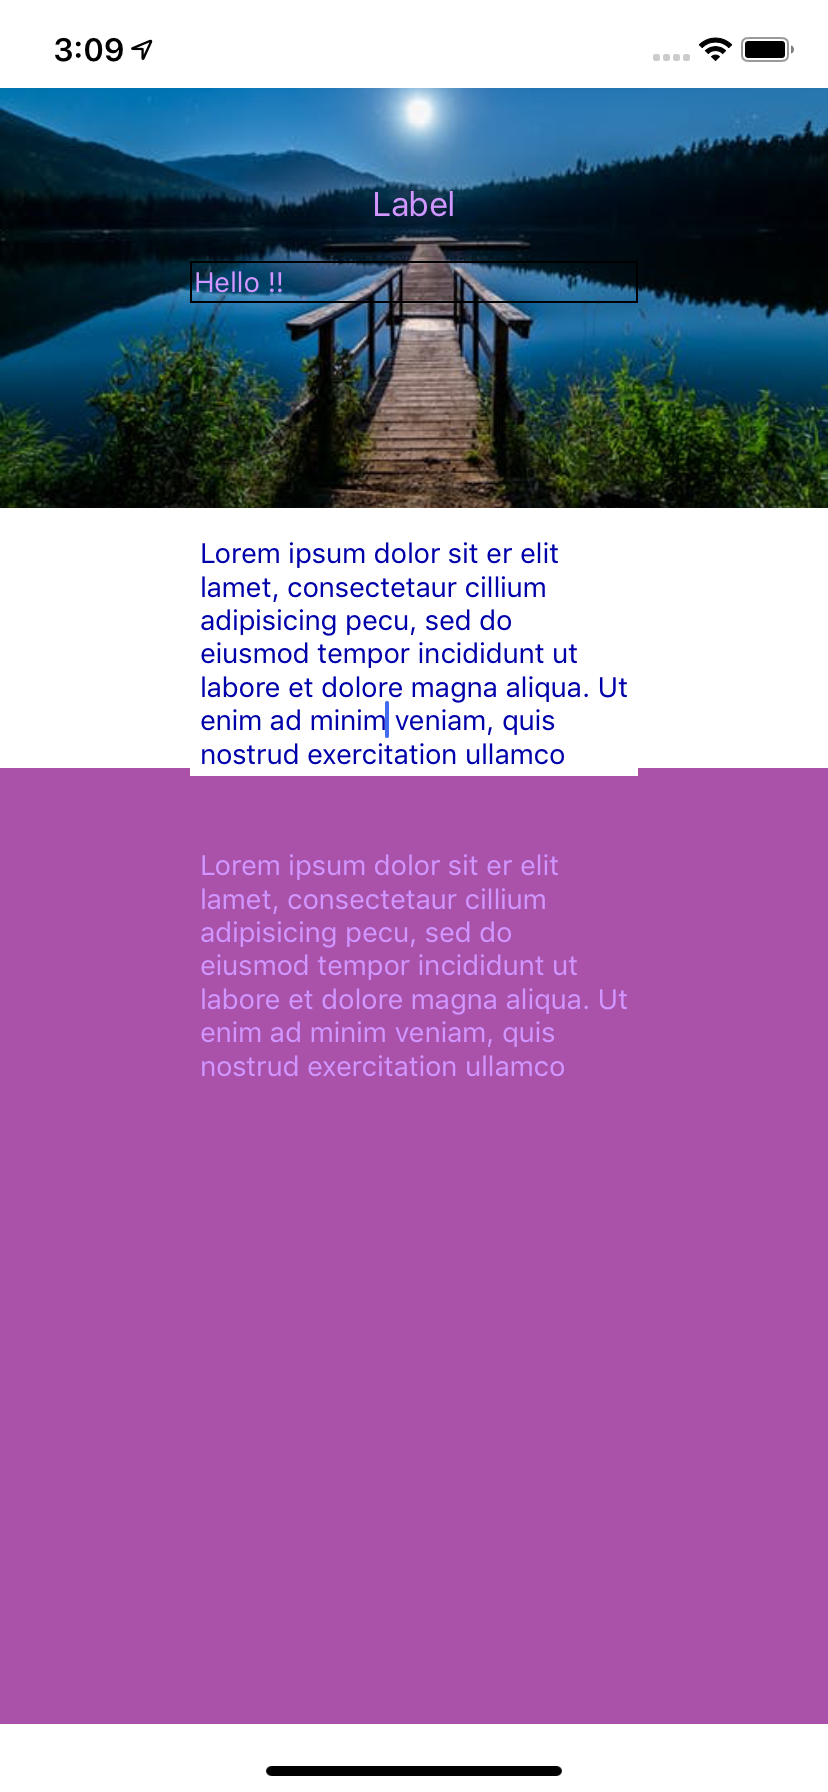 3:09
Label
Hello !!
Lorem ipsum dolor sit er elit
lamet, consectetaur cillium
adipisicing pecu, sed do
eiusmod tempor incididunt ut
labore et dolore magna aliqua. Ut
enim ad minim veniam, quis
nostrud exercitation ullamco
Lorem ipsum dolor sit er elit
lamet, consectetaur cillium
adipisicing pecu, sed do
eiusmod tempor incididunt ut
labore et dolore magna aliqua. Ut
enim ad minim veniam, quis
nostrud exercitation ullamco